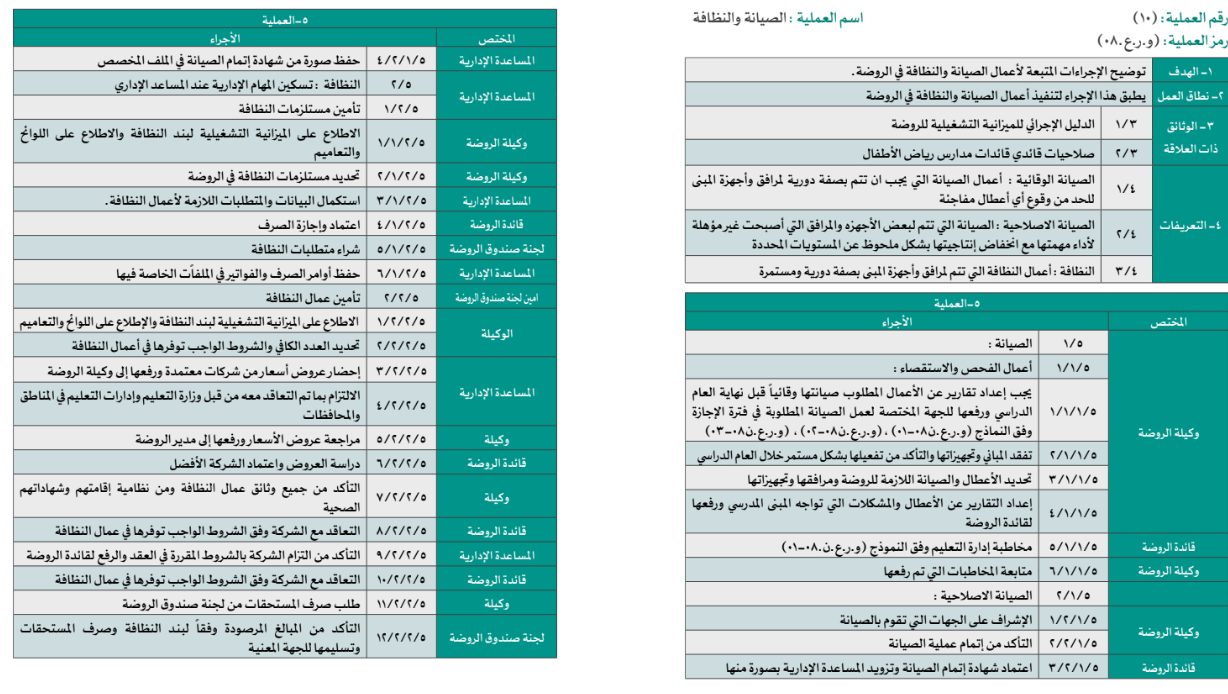 رقم العملية : (١٠)
اسم العملية : الصيانة والنظافة
رمز العملية : (و.ر.ع.٠٨)
١- الهدف
توضيح الإجراءات المتبعة لأعمال الصيانة والنظافة في الروضة.
٢- نطاق العمل
يطبق هذا الإجراء لتنفيذ أعمال الصيانة والنظافة في الروضة
٣- الوثائق ذات العلاقة
١/٣ الدليل الإجرائي للميزانية التشغيلية للروضة
٢/٣ صلاحيات قائدي قائدات مدارس رياض الأطفال
٤- التعريفات
١/٤ الصيانة الوقائية : أعمال الصيانة التي يجب ان تتم بصفة دورية لمرافق وأجهزة المبنى
للحد من وقوع أي أعطال مفاجئة
٢/٤ الصيانة الاصلاحية : الصيانة التي تتم لبعض الأجهزه والمرافق التي أصبحت غير مؤهلة
لأداء مهمتها مع انخفاض إنتاجيتها بشكل ملحوظ عن المستويات المحددة
٣/٤ النظافة : أعمال النظافة التي تتم لمرافق وأجهزة المبنى بصفة دورية ومستمرة
٥-العملية
المختص الأجراء
وكيلة الروضة
١/٥ الصيانة :
١/١/٥ أعمال الفحص والاستقصاء :
١/١/١/٥ يجب إعداد تقارير عن الأعمال المطلوب صيانتها وقائياً قبل نهاية العام
الدراسي ورفعها للجهة المختصة لعمل الصيانة المطلوبة في فترة الإجازة
وفق النماذج (و.ر.ع.ن٠٨-٠١) ، (و.ر.ع.ن٠٨-٠٢) ، (و.ر.ع.ن٠٨-٠٣)
٢/١/١/٥ تفقد المباني وتجهيزاتها والتأكد من تفعيلها بشكل مستمر خلال العام الدراسي
٣/١/١/٥ تحديد الأعطال والصيانة اللازمة للروضة ومرافقها وتجهيزاتها
٤/١/١/٥ إعداد التقارير عن الأعطال والمشكلات التي تواجه المبنى المدرسي ورفعها
لقائدة الروضة
قائدة الروضة ٥/١/١/٥ مخاطبة إدارة التعليم وفق النموذج (و.ر.ع.ن.٠٨-٠١)
وكيلة الروضة ٦/١/١/٥ متابعة المخاطبات التي تم رفعها
٢/١/٥ الصيانة الاصلاحية :
وكيلة الروضة
١/٢/١/٥ الإشراف على الجهات التي تقوم بالصيانة
٢/٢/١/٥ التأكد من إتمام عملية الصيانة
قائدة الروضة ٣/٢/١/٥ اعتماد شهادة إتمام الصيانة وتزويد المساعدة الإدارية بصورة منها
٥-العملية
المختص الأجراء
المساعدة الإدارية ٤/٢/١/٥ حفظ صورة من شهادة إتمام الصيانة في الملف المخصص
المساعدة الإدارية
٢/٥ النظافة : تسكين المهام الإدارية عند المساعد الإداري
١/٢/٥ تأمين مستلزمات النظافة
وكيلة الروضة ١/١/٢/٥ الاطلاع على الميزانية التشغيلية لبند النظافة والاطلاع على اللوائح
والتعاميم
وكيلة الروضة ٢/١/٢/٥ تحديد مستلزمات النظافة في الروضة
المساعدة الإدارية ٣/١/٢/٥ استكمال البيانات والمتطلبات اللازمة لأعمال النظافة.
قائدة الروضة ٤/١/٢/٥ اعتماد وإجازة الصرف
لجنة صندوق الروضة ٥/١/٢/٥ شراء متطلبات النظافة
المساعدة الإدارية ٦/١/٢/٥ حفظ أوامر الصرف والفواتير في الملفات الخاصة فيها
امين لجنة صندوق الروضة ٢/٢/٥ تأمين عمال النظافة
الوكيلة
١/٢/٢/٥ الاطلاع على الميزانية التشغيلية لبند النظافة والإطلاع على اللوائح والتعاميم
٢/٢/٢/٥ تحديد العدد الكافي والشروط الواجب توفرها في أعمال النظافة
المساعدة الإدارية
٣/٢/٢/٥ إحضار عروض أسعار من شركات معتمدة ورفعها إلى وكيلة الروضة
٤/٢/٢/٥ الالتزام بما تم التعاقد معه من قبل وزارة التعليم وإدارات التعليم في المناطق
والمحافظات
وكيلة ٥/٢/٢/٥ مراجعة عروض الأسعار ورفعها إلى مدير الروضة
قائدة الروضة ٦/٢/٢/٥ دراسة العروض واعتماد الشركة الأفضل
وكيلة ٧/٢/٢/٥ التأكد من جميع وثائق عمال النظافة ومن نظامية إقامتهم وشهاداتهم
الصحية
قائدة الروضة ٨/٢/٢/٥ التعاقد مع الشركة وفق الشروط الواجب توفرها في عمال النظافة
المساعدة الإدارية ٩/٢/٢/٥ التأكد من التزام الشركة بالشروط المقررة في العقد والرفع لقائدة الروضة
قائدة الروضة ١٠/٢/٢/٥ التعاقد مع الشركة وفق الشروط الواجب توفرها في عمال النظافة
وكيلة ١١/٢/٢/٥ طلب صرف المستحقات من لجنة صندوق الروضة
لجنة صندوق الروضة ١٢/٢/٢/٥ التأكد من المبالغ المرصودة وفقاً لبند النظافة وصرف المستحقات
وتسليمها للجهة المعنية